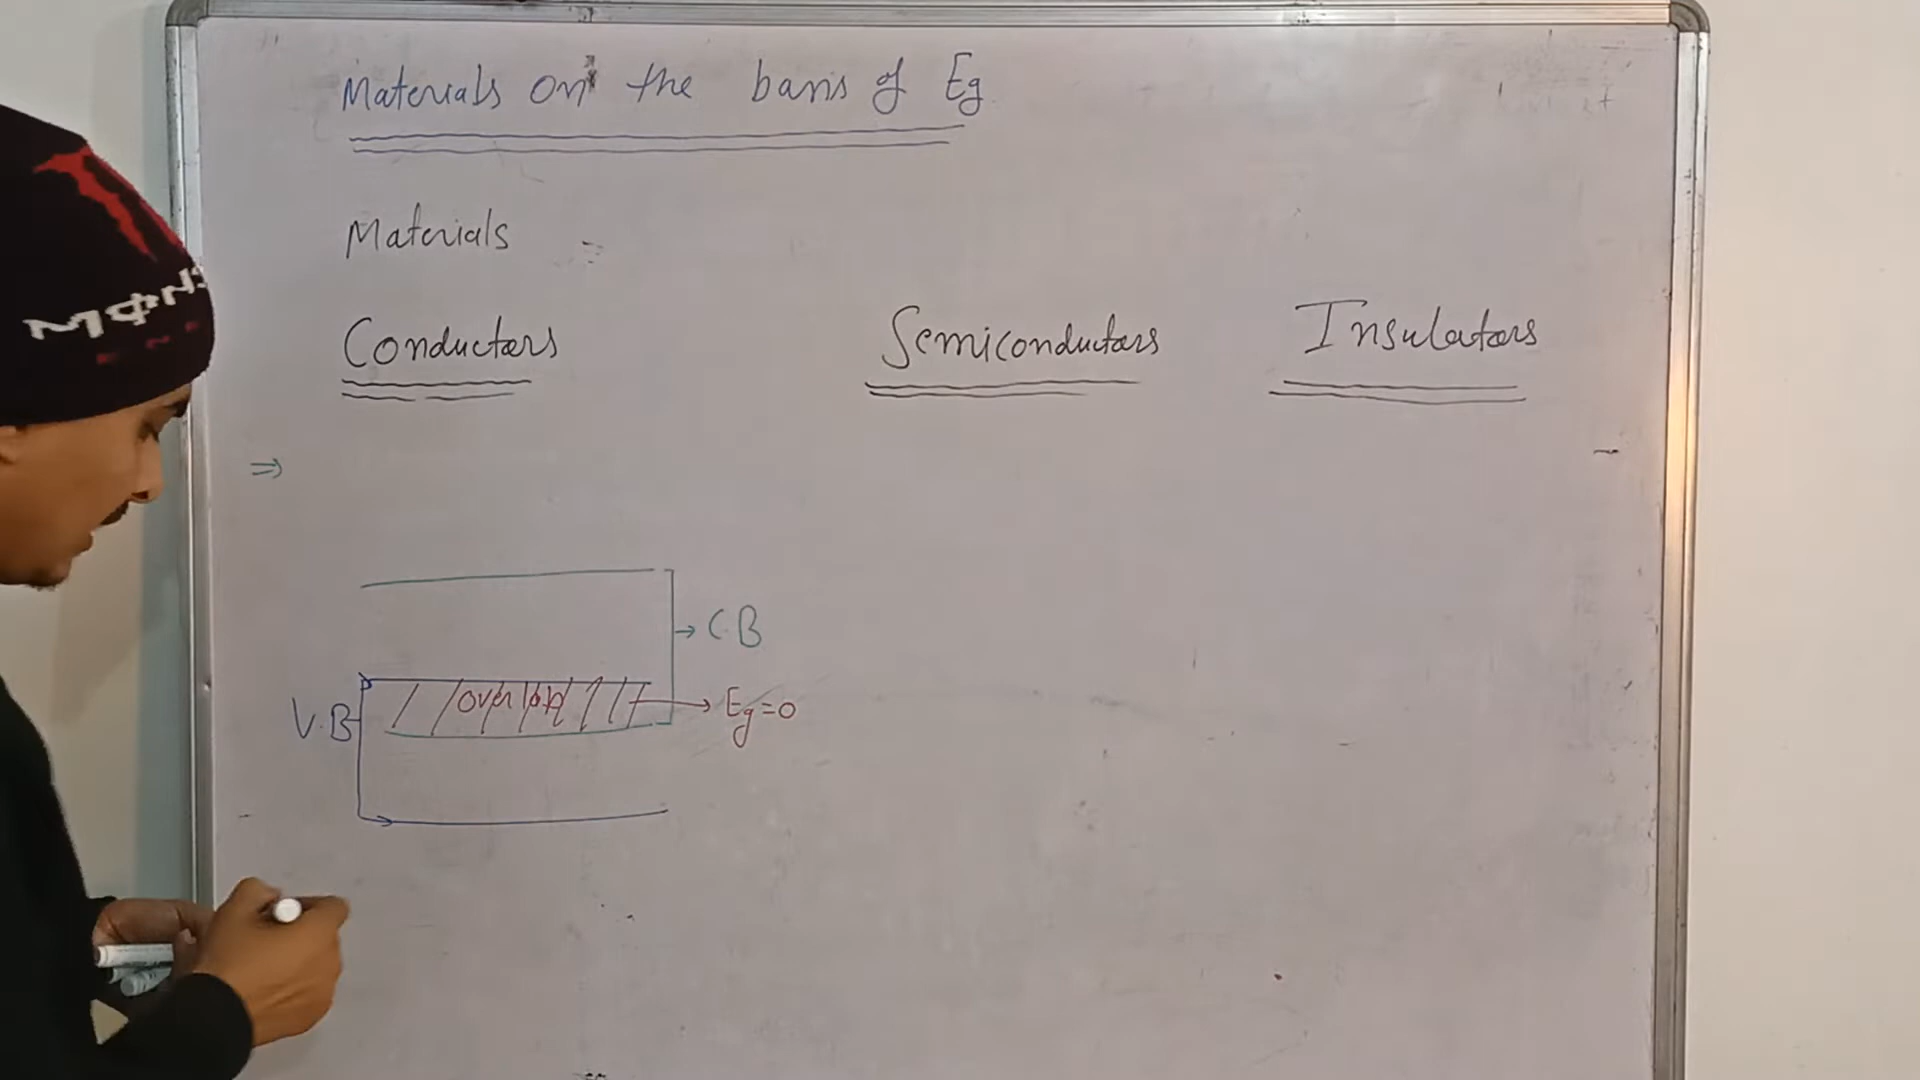 Materials on the basis of Eg
Materials
Conductors Semiconductors Insulators
⇒
→ C.B
V.B overlap → Eg=0